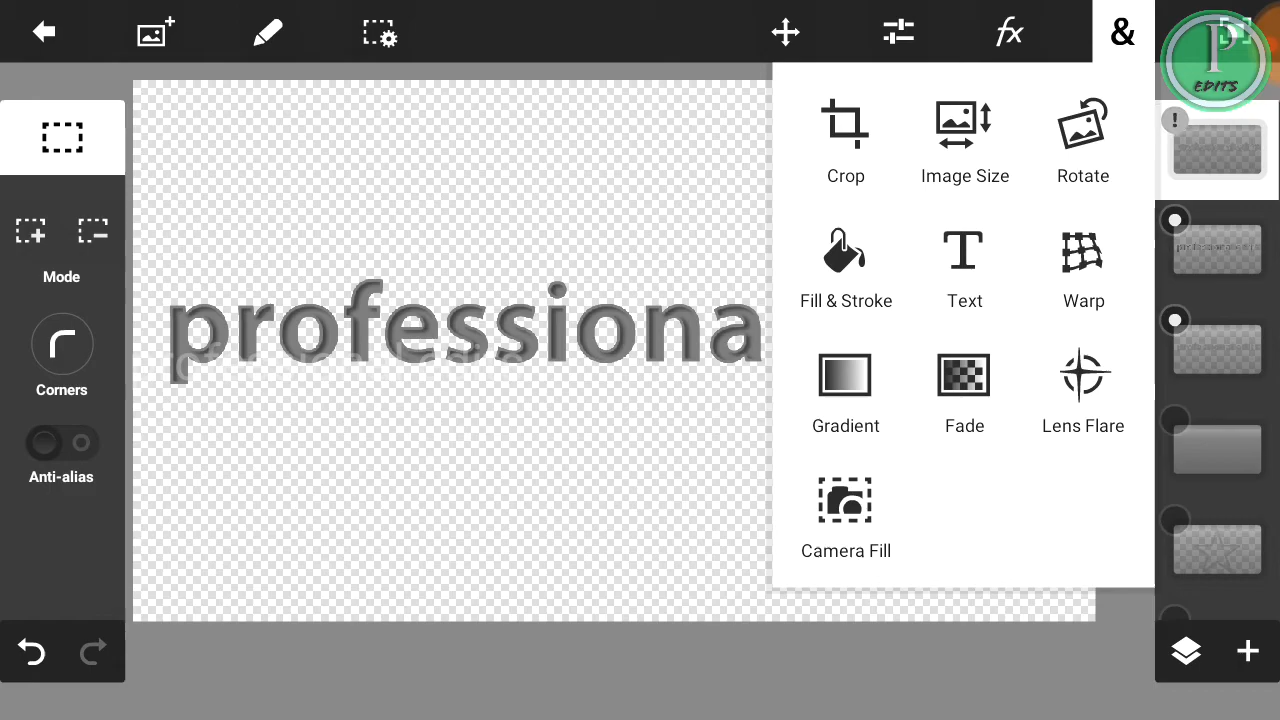 fx
&
P
EDITS
Crop
Image Size
Rotate
Mode
Fill & Stroke
Text
Warp
professiona
Corners
Gradient
Fade
Lens Flare
Anti-alias
Camera Fill